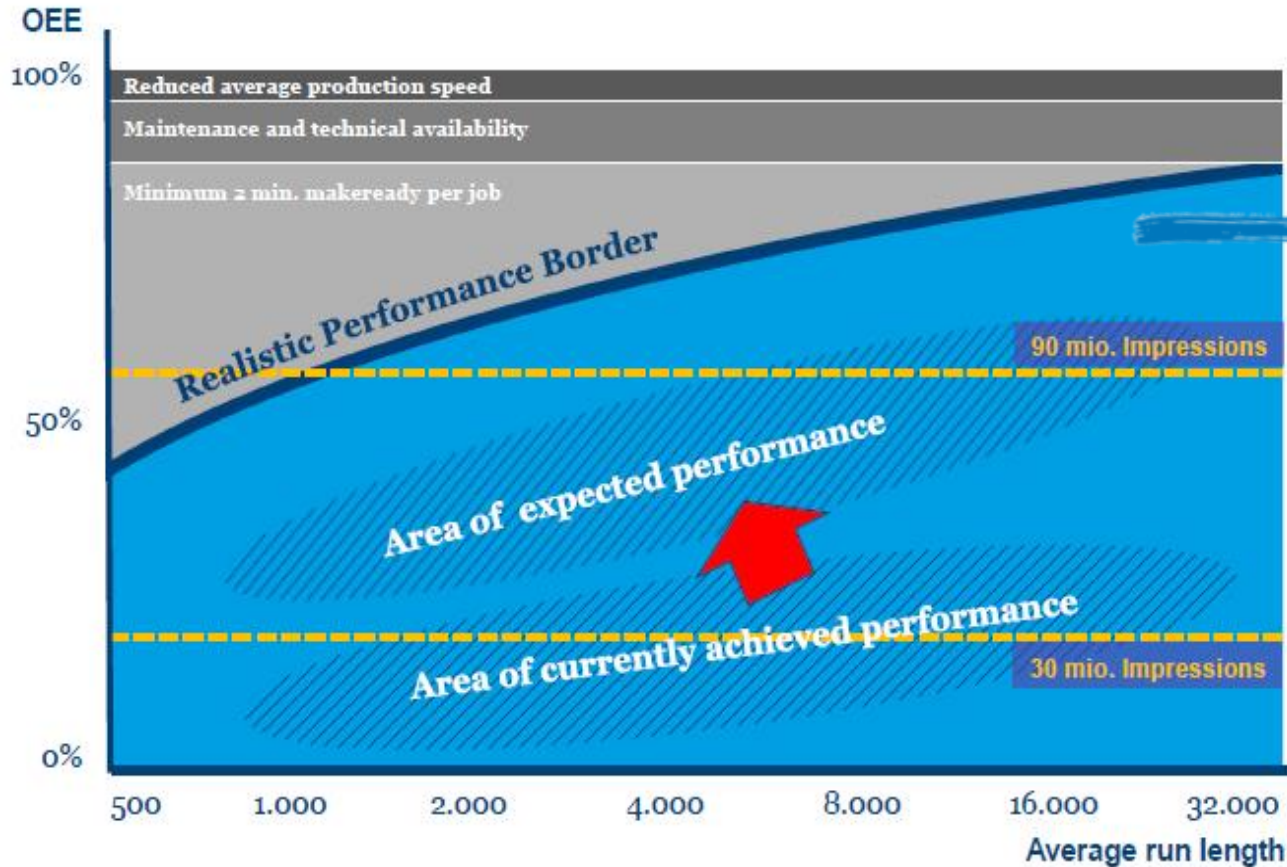 OEE
100%
Reduced average production speed
Maintenance and technical availability
Minimum 2 min. makeready per job
Realistic Performance Border
90 mio. Impressions
50%
Area of expected performance
Area of currently achieved performance
30 mio. Impressions
0%
500 1.000 2.000 4.000 8.000 16.000 32.000
Average run length